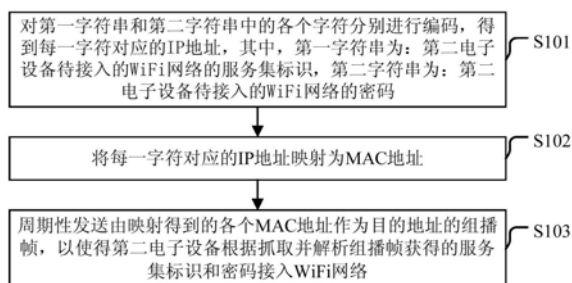 对第一字符串和第二字符串中的各个字符分别进行编码，得
到每一字符对应的IP地址，其中，第一字符串为：第二电子
设备待接入的WiFi网络的服务集标识，第二字符串为：第二
电子设备待接入的WiFi网络的密码
S101
将每一字符对应的IP地址映射为MAC地址
S102
周期性发送由映射得到的各个MAC地址作为目的地址的组播
帧，以使得第二电子设备根据抓取并解析组播帧获得的服务
集标识和密码接入WiFi网络
S103